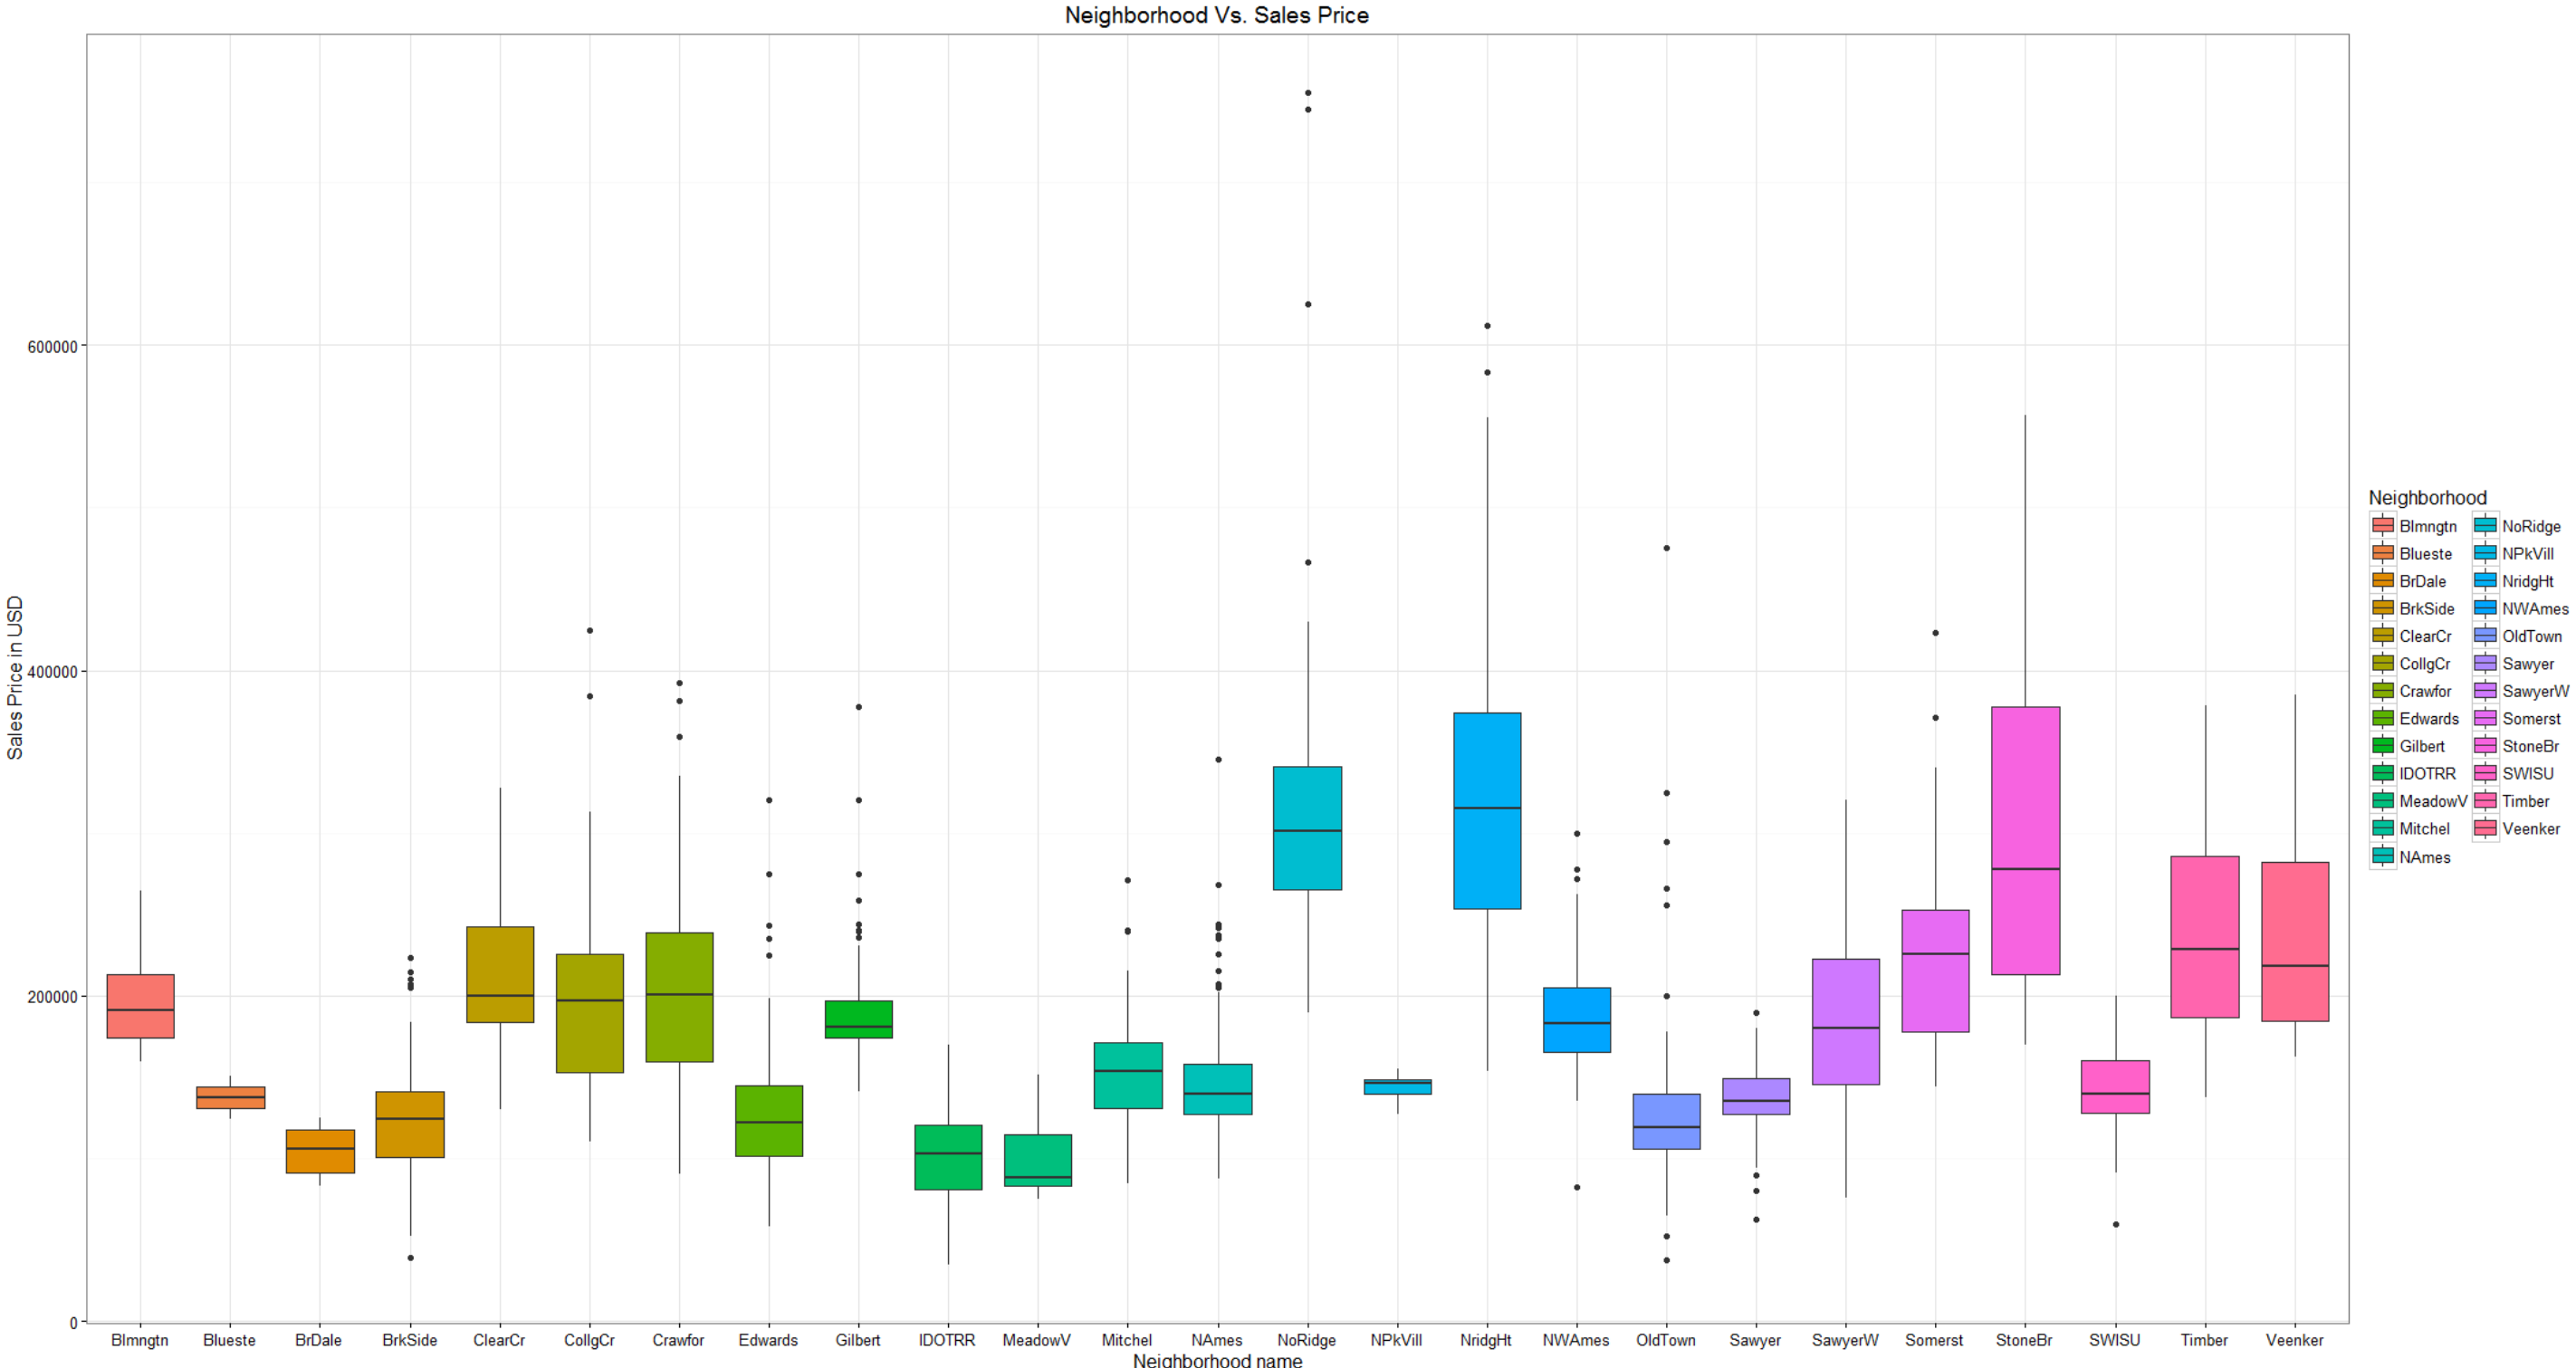 Neighborhood Vs. Sales Price
Sales Price in USD
600000
400000
200000
0
Blmngtn Blueste BrDale BrkSide ClearCr CollgCr Crawfor Edwards Gilbert IDOTRR MeadowV Mitchel NAmes NoRidge NPkVill NridgHt NWAmes OldTown Sawyer SawyerW Somerst StoneBr SWISU Timber Veenker
Neighborhood name
Neighborhood
Blmngtn NoRidge
Blueste NPkVill
BrDale NridgHt
BrkSide NWAmes
ClearCr OldTown
CollgCr Sawyer
Crawfor SawyerW
Edwards Somerst
Gilbert StoneBr
IDOTRR SWISU
MeadowV Timber
Mitchel Veenker
NAmes